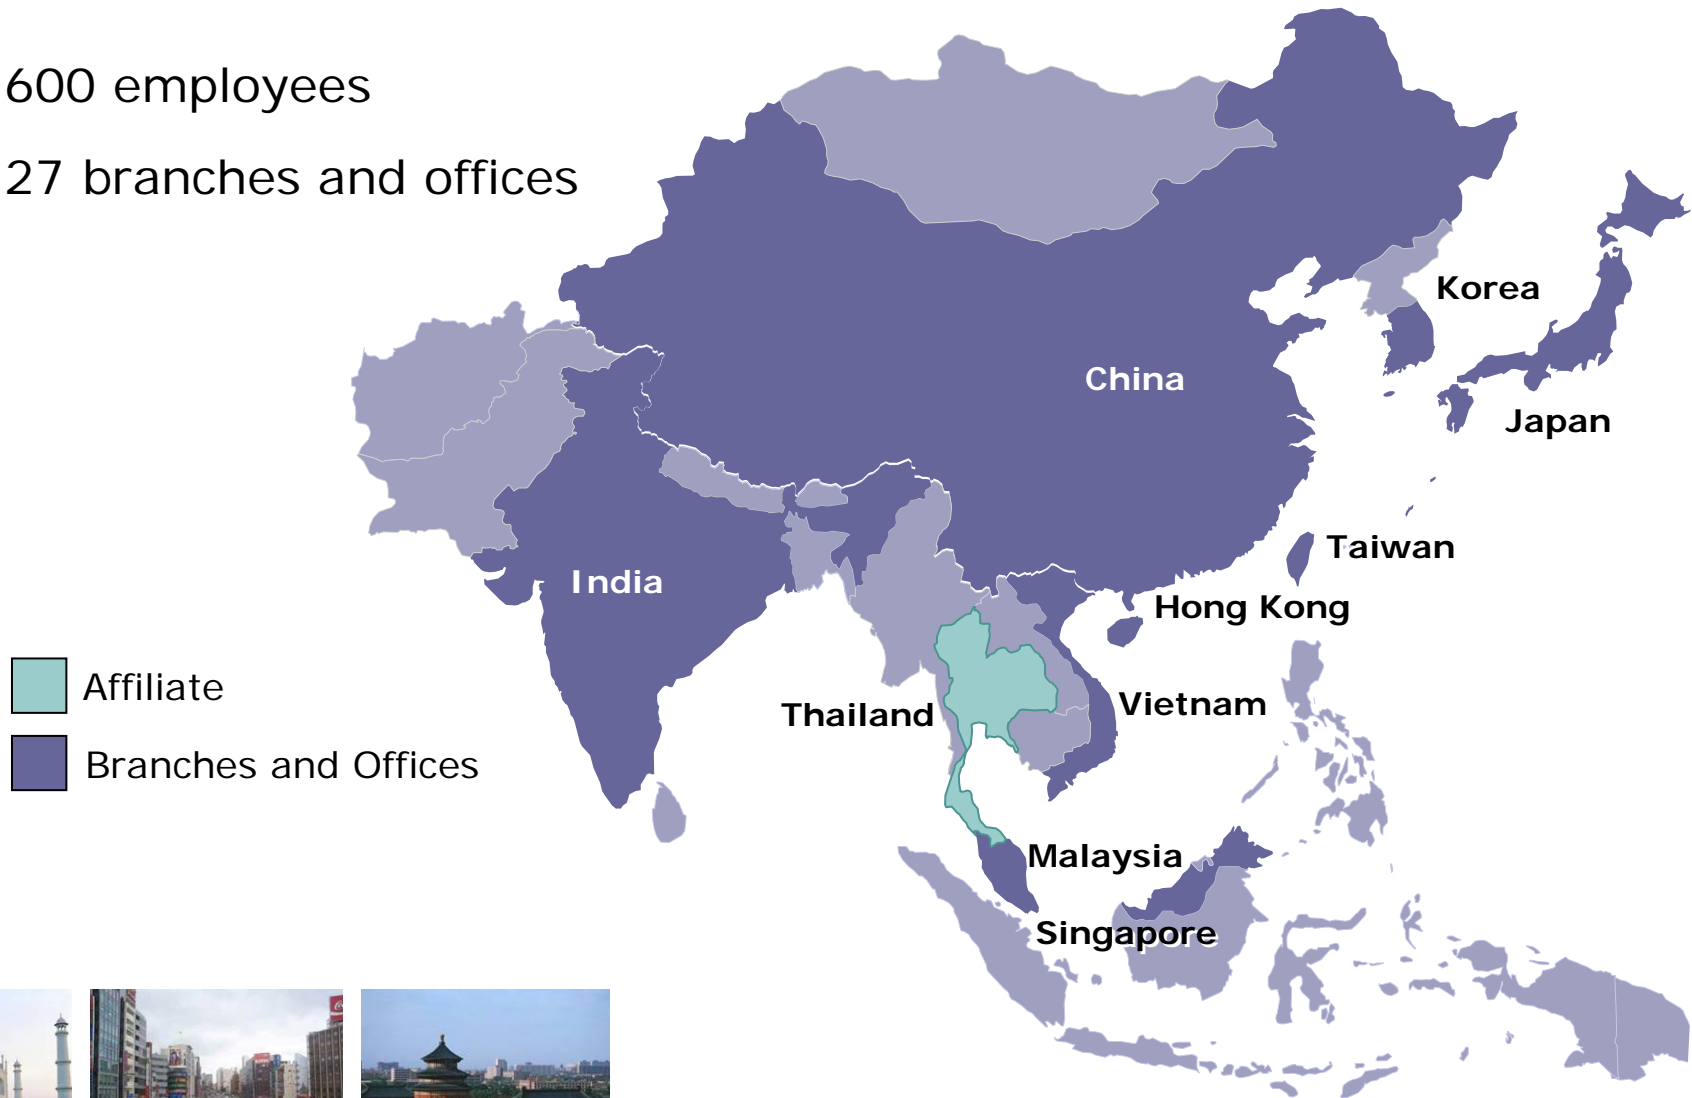 600 employees
27 branches and offices
Korea
China
Japan
Taiwan
India
Hong Kong
Affiliate
Thailand
Vietnam
Branches and Offices
Malaysia
Singapore